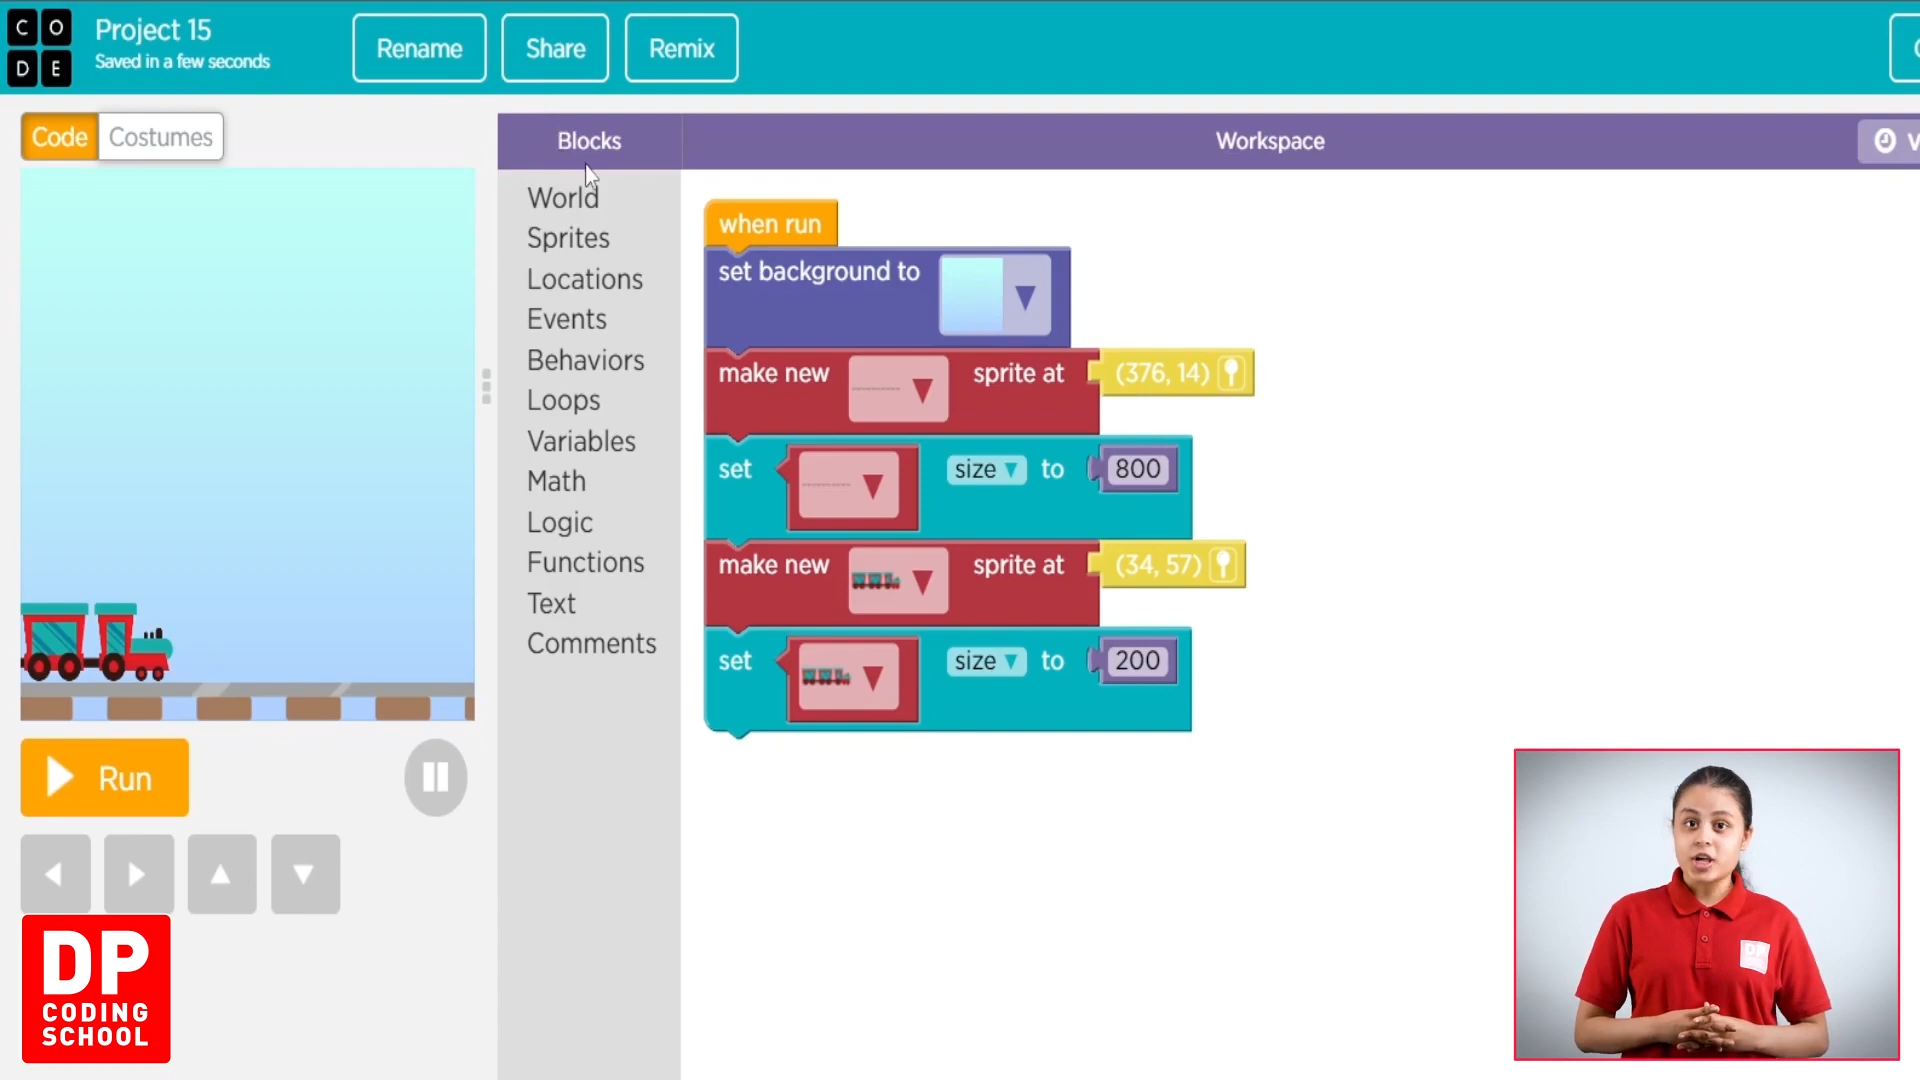 C O
D E
Project 15
Saved in a few seconds
Rename
Share
Remix
Code
Costumes
Blocks
Workspace
World
Sprites
Locations
Events
Behaviors
Loops
Variables
Math
Logic
Functions
Text
Comments
when run
set background to
make new sprite at (376, 14)
set size to 800
make new sprite at (34, 57)
set size to 200
Run
DP
CODING
SCHOOL